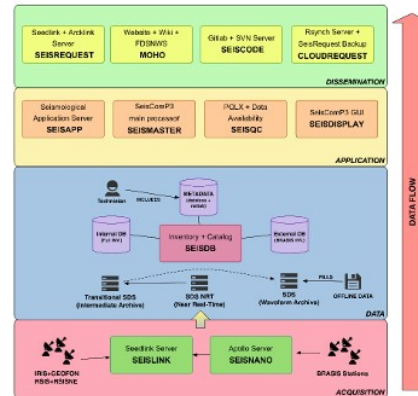 Seedlink + Arclink
Server
SEISREQUEST
Website + Wiki +
FDSNWS
MOHO
Gitlab + SVN Server
SEISCODE
Rsynch Server +
SeisRequest Backup
CLOUDREQUEST
DISSEMINATION
Seismological
Application Server
SEISAPP
SeisComP3
main processor
SEISMASTER
PQLX + Data
Availability
SEISQC
SeisComP3 GUI
SEISDISPLAY
APPLICATION
Technician
INCLUDES
METADATA
Internal DB
Inventory + Catalog
SEISDB
External DB
Transitional SDS
(Intermediate Archive)
SDS NRT
(Near Real-Time)
SDS
(Waveform Archive)
FILLS
OFFLINE DATA
DATA
IRIS+GEOFON
Seedlink Server
SEISLINK
Apollo Server
SEISNANO
BRASIS Stations
ACQUISITION
DATA FLOW